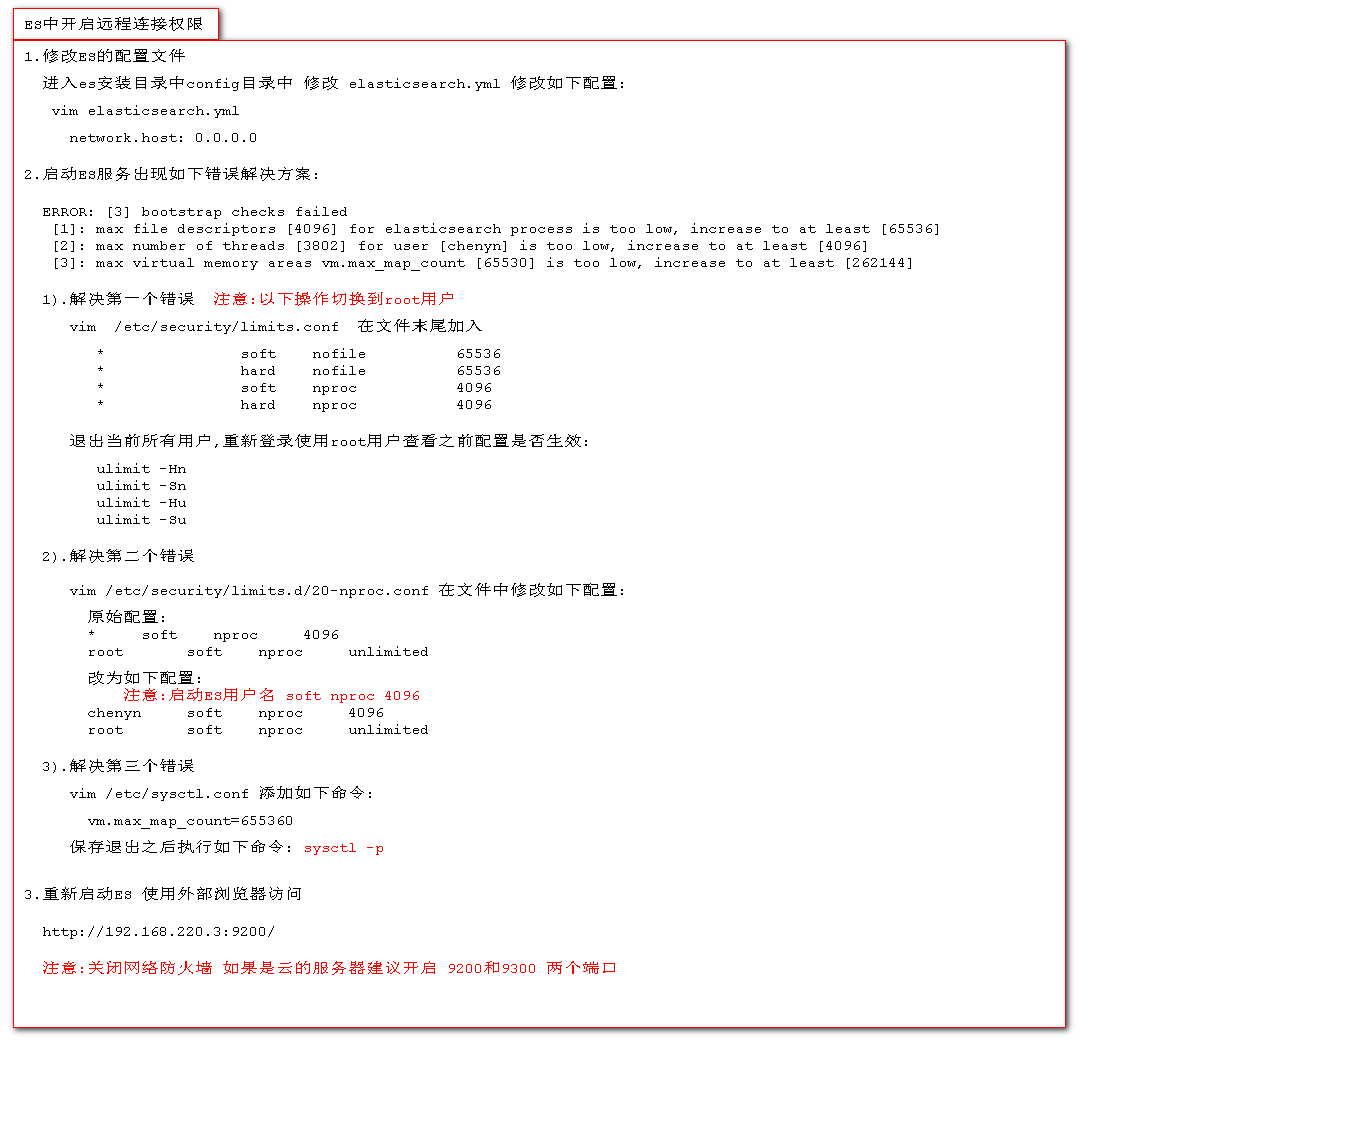 ES中开启远程连接权限
1.修改ES的配置文件
进入es安装目录中config目录中 修改 elasticsearch.yml 修改如下配置:
vim elasticsearch.yml
network.host: 0.0.0.0
2.启动ES服务出现如下错误解决方案:
ERROR: [3] bootstrap checks failed
[1]: max file descriptors [4096] for elasticsearch process is too low, increase to at least [65536]
[2]: max number of threads [3802] for user [chenyn] is too low, increase to at least [4096]
[3]: max virtual memory areas vm.max_map_count [65530] is too low, increase to at least [262144]
1).解决第一个错误  注意:以下操作切换到root用户
vim  /etc/security/limits.conf  在文件末尾加入
*               soft    nofile          65536
*               hard    nofile          65536
*               soft    nproc           4096
*               hard    nproc           4096
退出当前所有用户,重新登录使用root用户查看之前配置是否生效:
ulimit -Hn
ulimit -Sn
ulimit -Hu
ulimit -Su
2).解决第二个错误
vim /etc/security/limits.d/20-nproc.conf 在文件中修改如下配置:
原始配置:
*     soft    nproc     4096
root       soft    nproc     unlimited
改为如下配置:
注意:启动ES用户名 soft nproc 4096
chenyn     soft    nproc     4096
root       soft    nproc     unlimited
3).解决第三个错误
vim /etc/sysctl.conf 添加如下命令:
vm.max_map_count=655360
保存退出之后执行如下命令: sysctl -p
3.重新启动ES 使用外部浏览器访问
http://192.168.220.3:9200/
注意:关闭网络防火墙 如果是云的服务器建议开启 9200和9300 两个端口